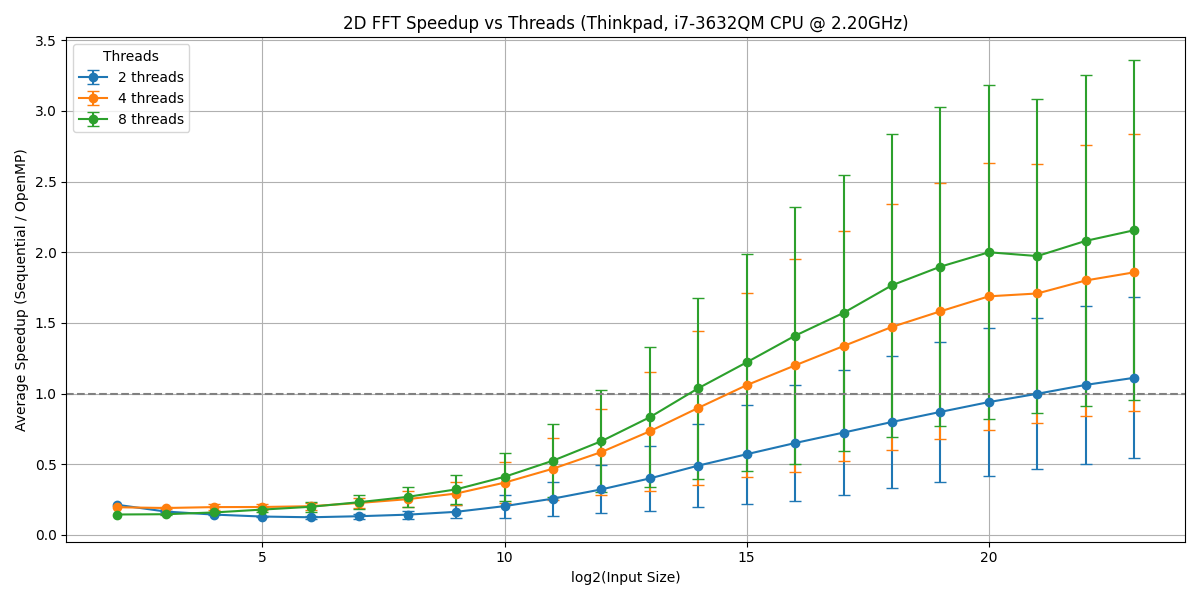 2D FFT Speedup vs Threads (Thinkpad, i7-3632QM CPU @ 2.20GHz)
Threads
2 threads
4 threads
8 threads
Average Speedup (Sequential / OpenMP)
3.5
3.0
2.5
2.0
1.5
1.0
0.5
0.0
5
10
15
20
log2(Input Size)